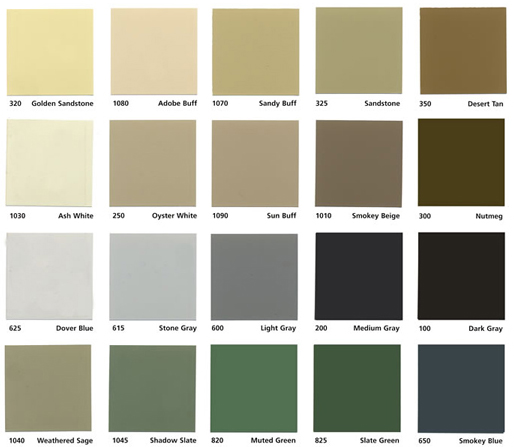 320 Golden Sandstone
1080 Adobe Buff
1070 Sandy Buff
325 Sandstone
350 Desert Tan
1030 Ash White
250 Oyster White
1090 Sun Buff
1010 Smokey Beige
300 Nutmeg
625 Dover Blue
615 Stone Gray
600 Light Gray
200 Medium Gray
100 Dark Gray
1040 Weathered Sage
1045 Shadow Slate
820 Muted Green
825 Slate Green
650 Smokey Blue